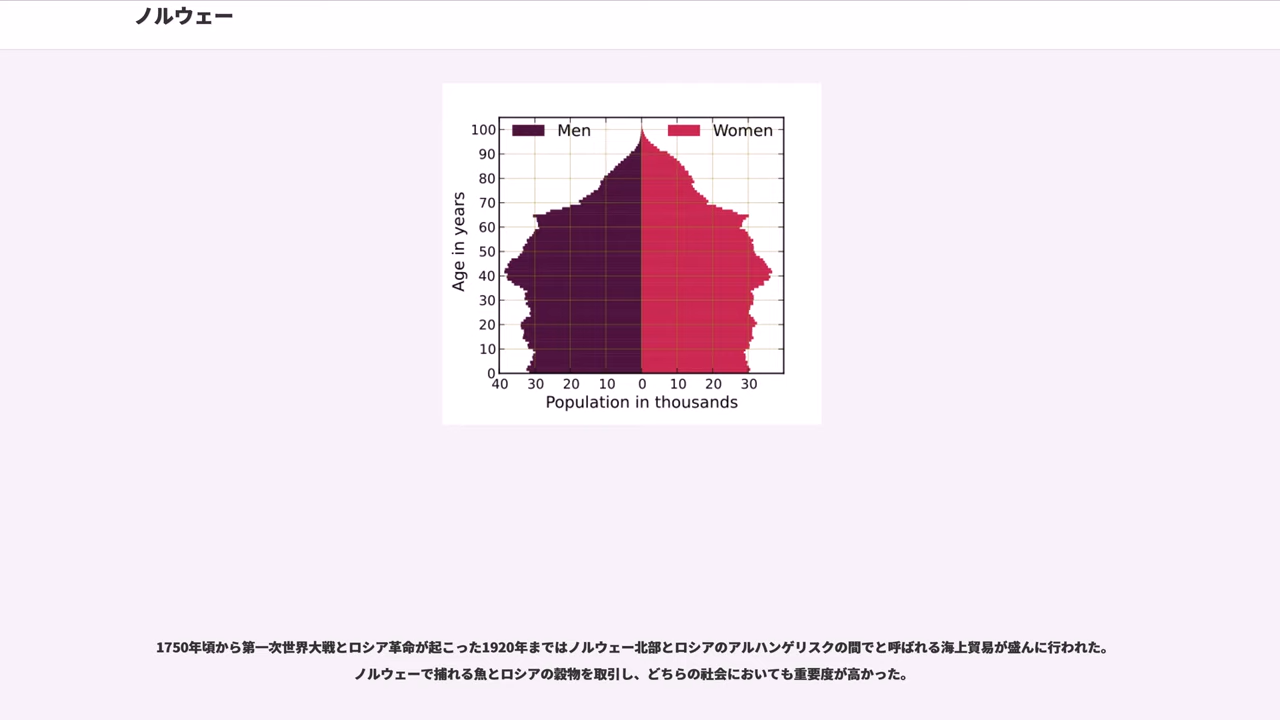 ノルウェー
Men
Women
100
90
80
70
60
50
40
30
20
10
0
Age in years
40 30 20 10 0 10 20 30
Population in thousands
1750年頃から第一次世界大戦とロシア革命が起こった1920年まではノルウェー北部とロシアのアルハンゲリスクの間でと呼ばれる海上貿易が盛んに行われた。
ノルウェーで捕れる魚とロシアの穀物を取引し、どちらの社会においても重要度が高かった。